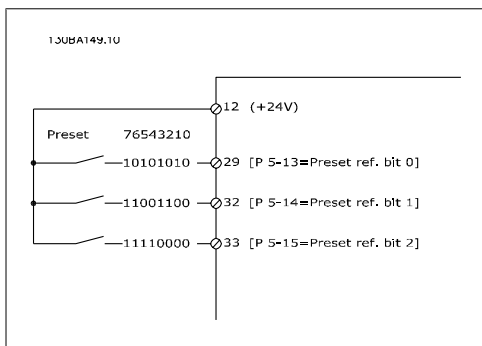 130BA149.10
12 (+24V)
Preset 76543210
10101010 29 [P 5-13=Preset ref. bit 0]
11001100 32 [P 5-14=Preset ref. bit 1]
11110000 33 [P 5-15=Preset ref. bit 2]